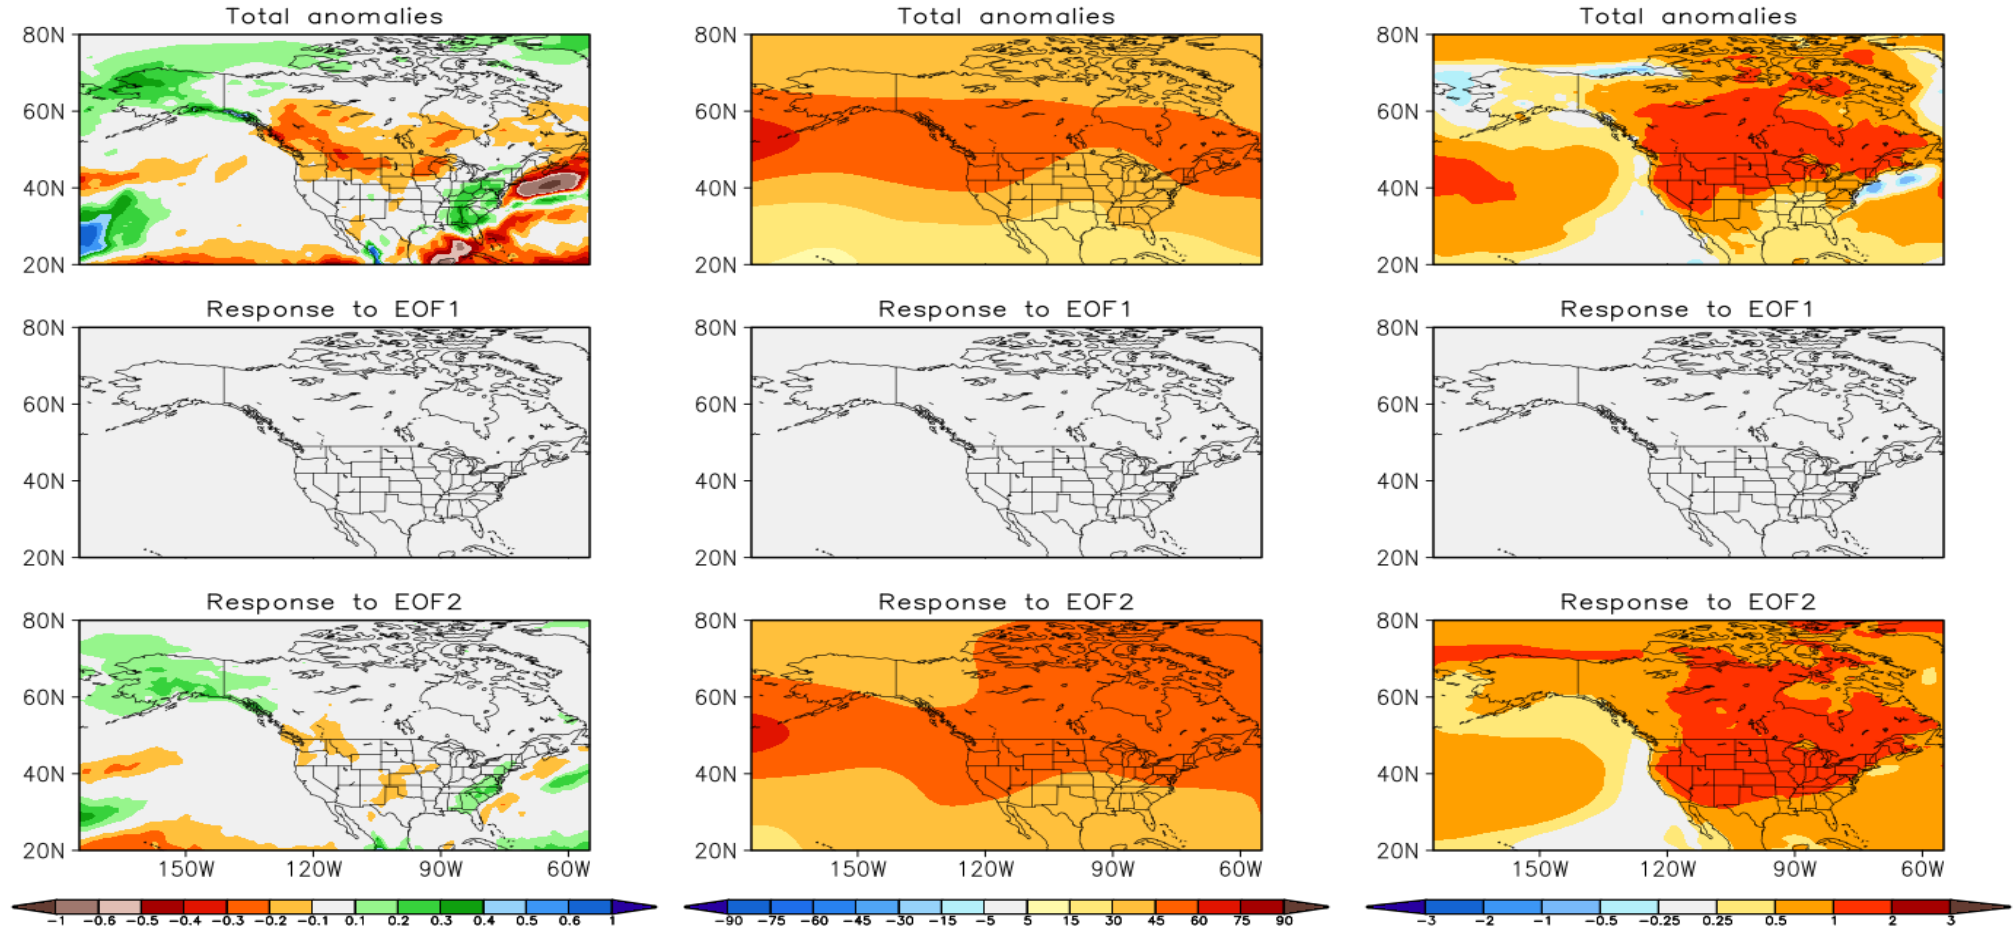 Total anomalies Total anomalies Total anomalies
80N 80N 80N
60N 60N 60N
40N 40N 40N
20N 20N 20N
Response to EOF1 Response to EOF1 Response to EOF1
80N 80N 80N
60N 60N 60N
40N 40N 40N
20N 20N 20N
Response to EOF2 Response to EOF2 Response to EOF2
80N 80N 80N
60N 60N 60N
40N 40N 40N
20N 20N 20N
150W 120W 90W 60W 150W 120W 90W 60W 150W 120W 90W 60W
-1 -0.6 -0.5 -0.4 -0.3 -0.2 -0.1 0.1 0.2 0.3 0.4 0.5 0.6 1 -90 -75 -60 -45 -30 -15 -5 5 15 30 45 60 75 90 -3 -2 -1 -0.5 -0.25 0.25 0.5 1 2 3